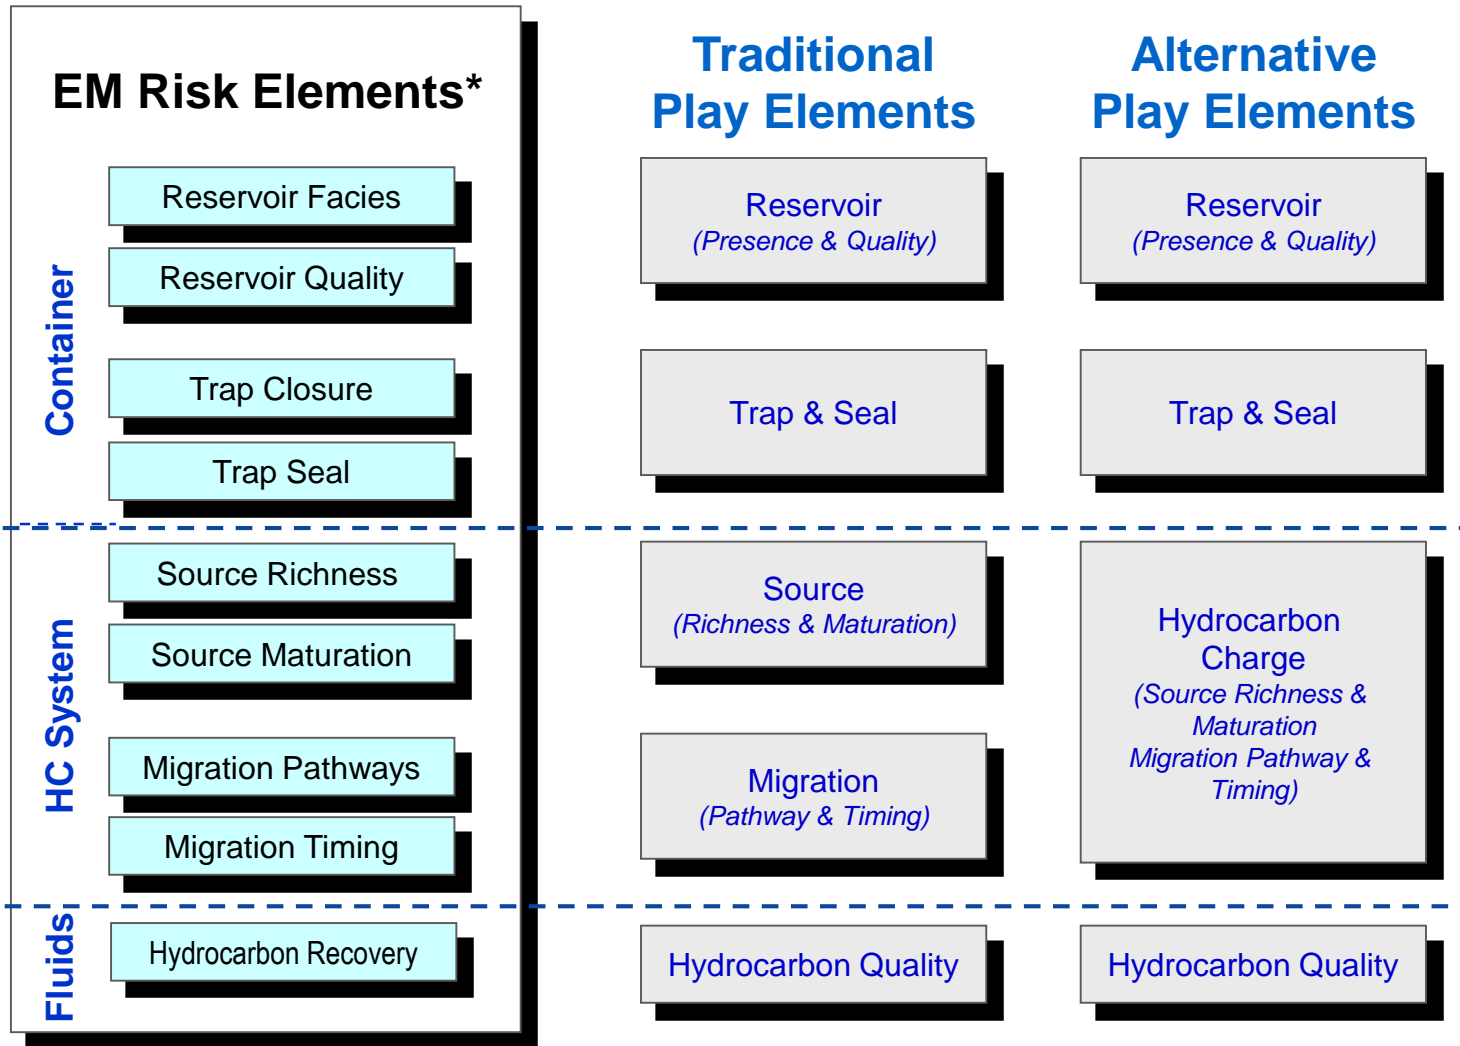 EM Risk Elements*
Container
Reservoir Facies
Reservoir Quality
Trap Closure
Trap Seal
HC System
Source Richness
Source Maturation
Migration Pathways
Migration Timing
Fluids
Hydrocarbon Recovery
Traditional
Play Elements
Reservoir
(Presence & Quality)
Trap & Seal
Source
(Richness & Maturation)
Migration
(Pathway & Timing)
Hydrocarbon Quality
Alternative
Play Elements
Reservoir
(Presence & Quality)
Trap & Seal
Hydrocarbon
Charge
(Source Richness &
Maturation
Migration Pathway &
Timing)
Hydrocarbon Quality